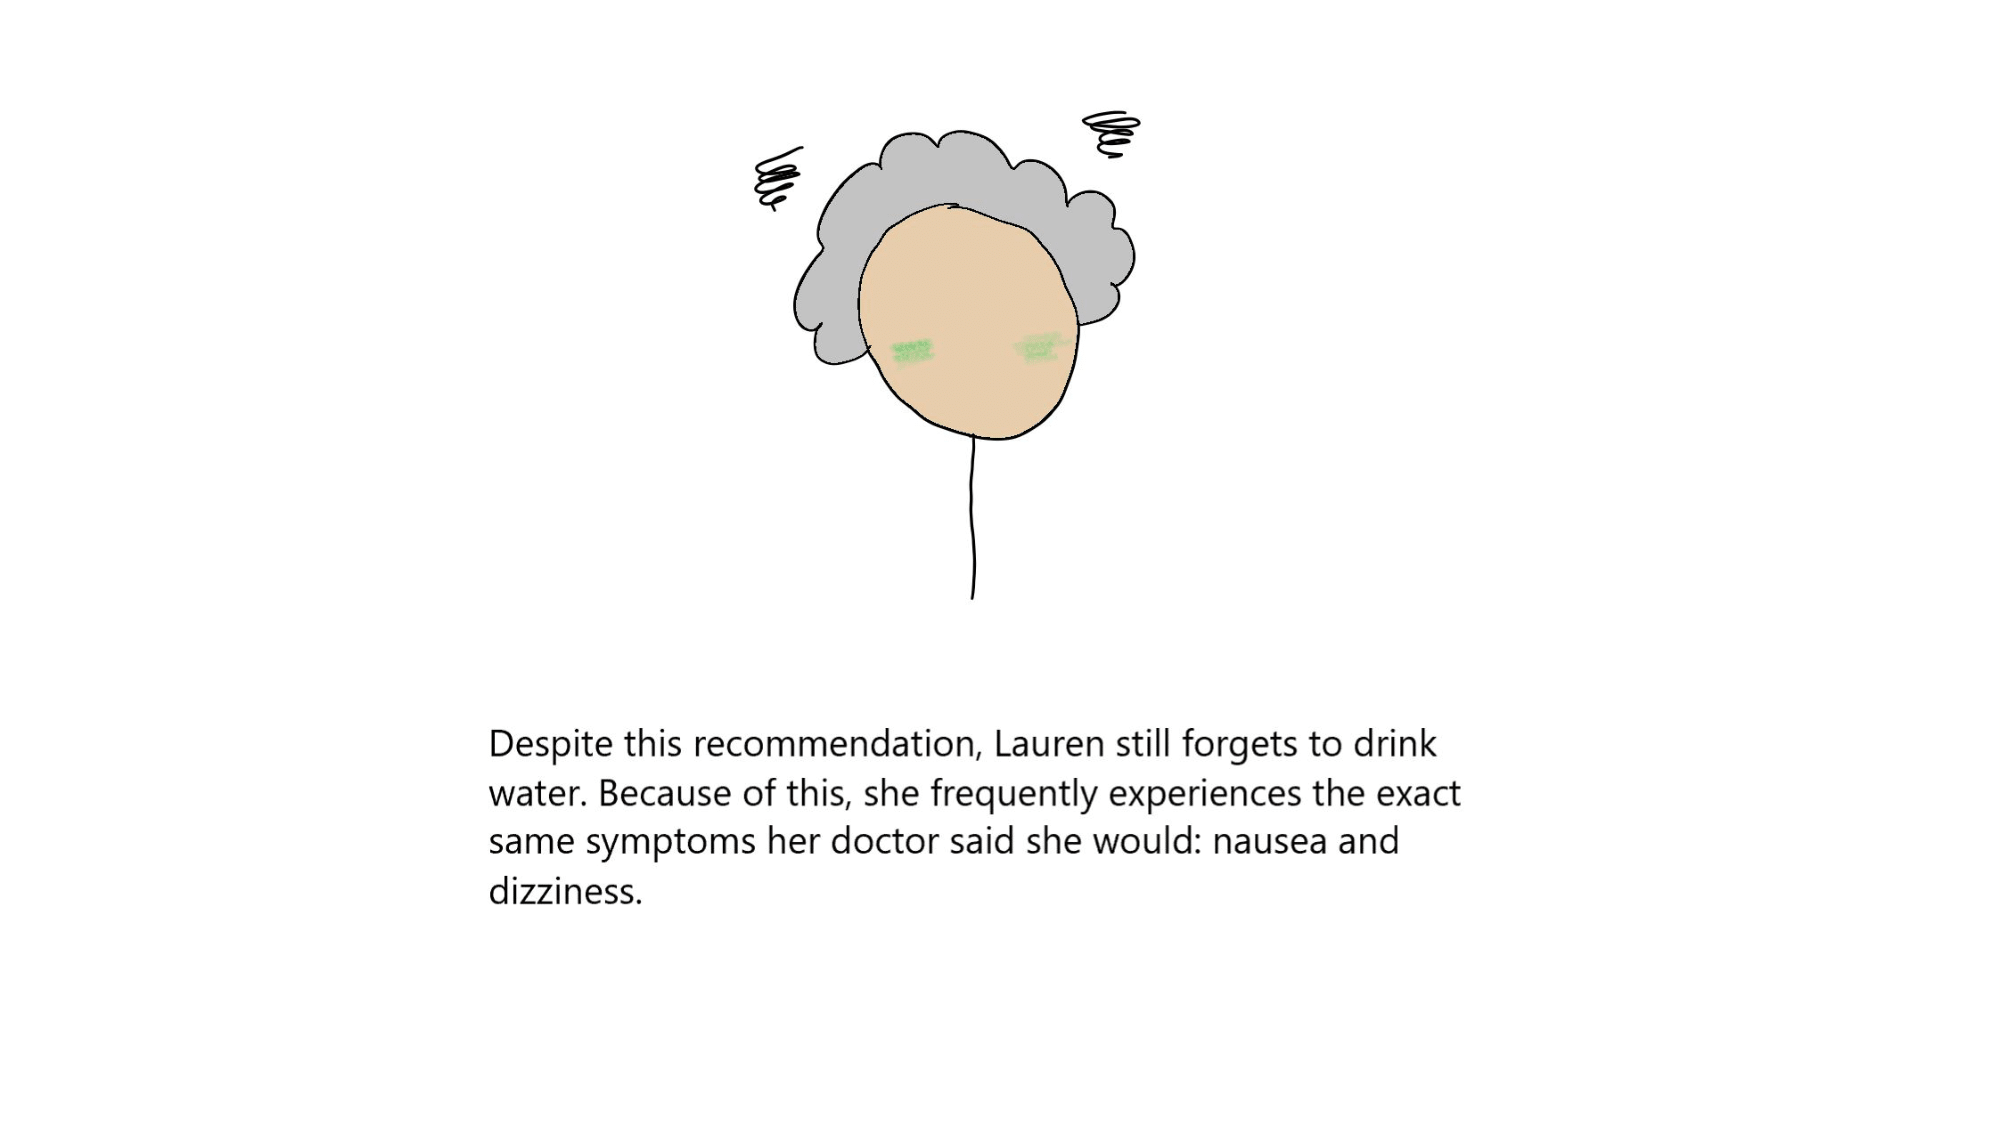 Despite this recommendation, Lauren still forgets to drink
water. Because of this, she frequently experiences the exact
same symptoms her doctor said she would: nausea and
dizziness.